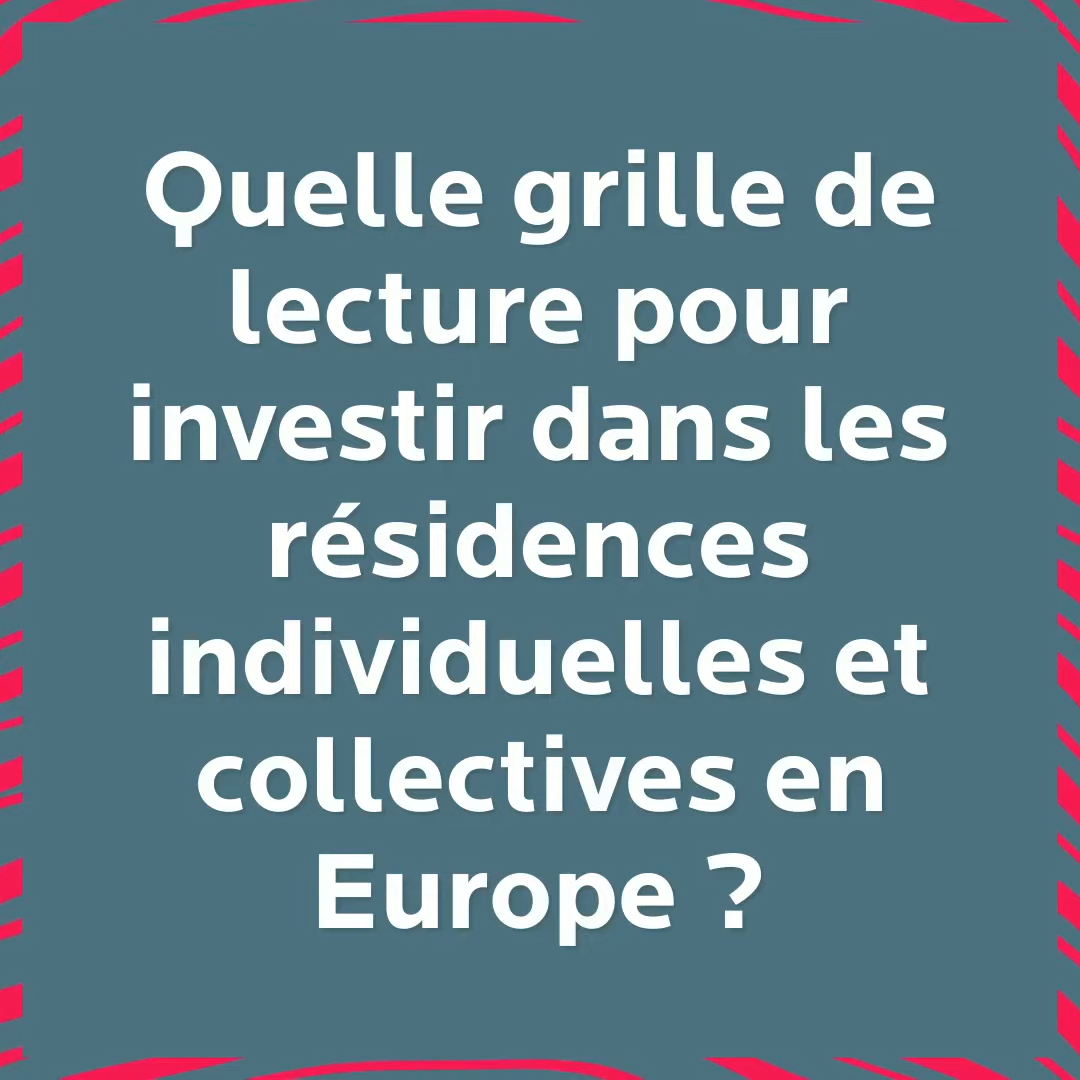 Quelle grille de
lecture pour
investir dans les
résidences
individuelles et
collectives en
Europe ?